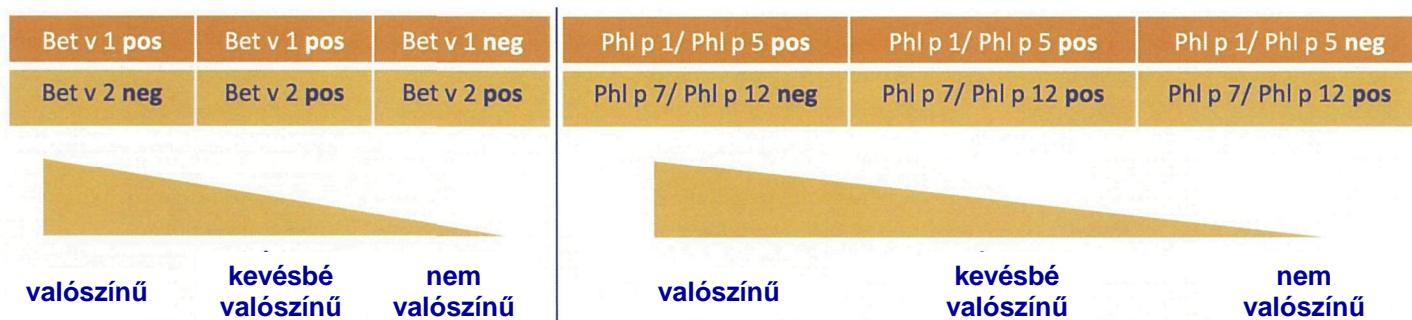 Bet v 1 pos
Bet v 1 pos
Bet v 1 neg
Bet v 2 neg
Bet v 2 pos
Bet v 2 pos
valószínű
kevésbé
valószínű
nem
valószínű
Phl p 1/ Phl p 5 pos
Phl p 1/ Phl p 5 pos
Phl p 1/ Phl p 5 neg
Phl p 7/ Phl p 12 neg
Phl p 7/ Phl p 12 pos
Phl p 7/ Phl p 12 pos
valószínű
kevésbé
valószínű
nem
valószínű